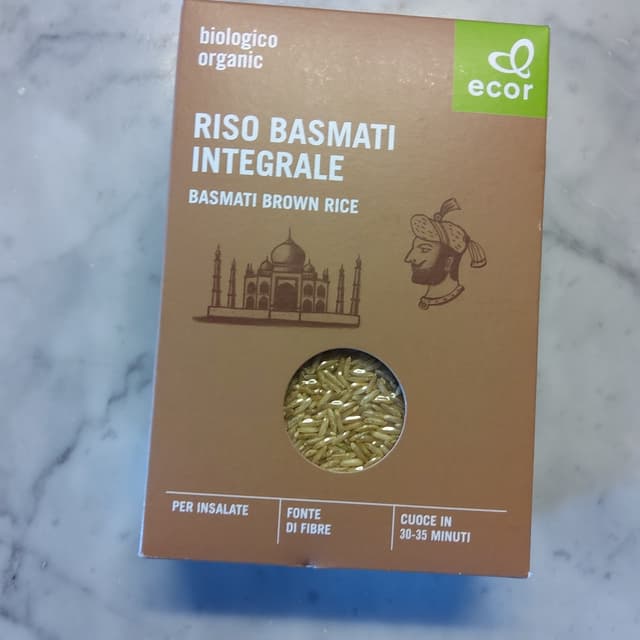 biologico
organic
ecor
RISO BASMATI
INTEGRALE
BASMATI BROWN RICE
PER INSALATE
FONTE
DI FIBRE
CUOCE IN
30-35 MINUTI